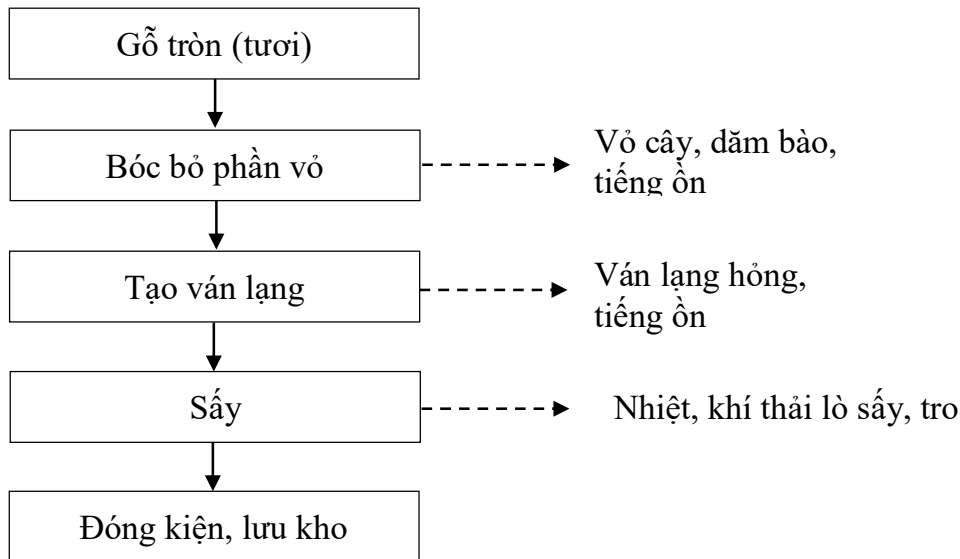 Gỗ tròn (tươi)
Bóc bỏ phần vỏ
Vỏ cây, dăm bào,
tiếng ồn
Tạo ván lạng
Ván lạng hỏng,
tiếng ồn
Sấy
Nhiệt, khí thải lò sấy, tro
Đóng kiện, lưu kho